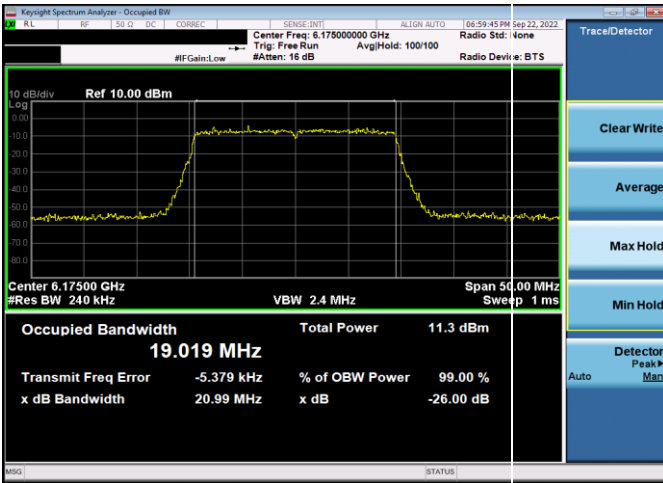 Keysight Spectrum Analyzer - Occupied BW
RL RF 50 Ω DC CORREC SENSE:INT ALIGN AUTO 06:59:45 PM Sep 22, 2022
Center Freq: 6.175000000 GHz Radio Std: None
Trig: Free Run Avg|Hold: 100/100
#IFGain:Low #Atten: 16 dB Radio Device: BTS
Trace/Detector
10 dB/div Ref 10.00 dBm
Log
0.00
-10.0
-20.0
-30.0
-40.0
-50.0
-60.0
-70.0
-80.0
Center 6.17500 GHz Span 50.00 MHz
#Res BW 240 kHz VBW 2.4 MHz Sweep 1 ms
Occupied Bandwidth Total Power 11.3 dBm
19.019 MHz
Transmit Freq Error -5.379 kHz % of OBW Power 99.00 %
x dB Bandwidth 20.99 MHz x dB -26.00 dB
Clear Write
Average
Max Hold
Min Hold
Detector
Peak▶
Auto Man
MSG STATUS